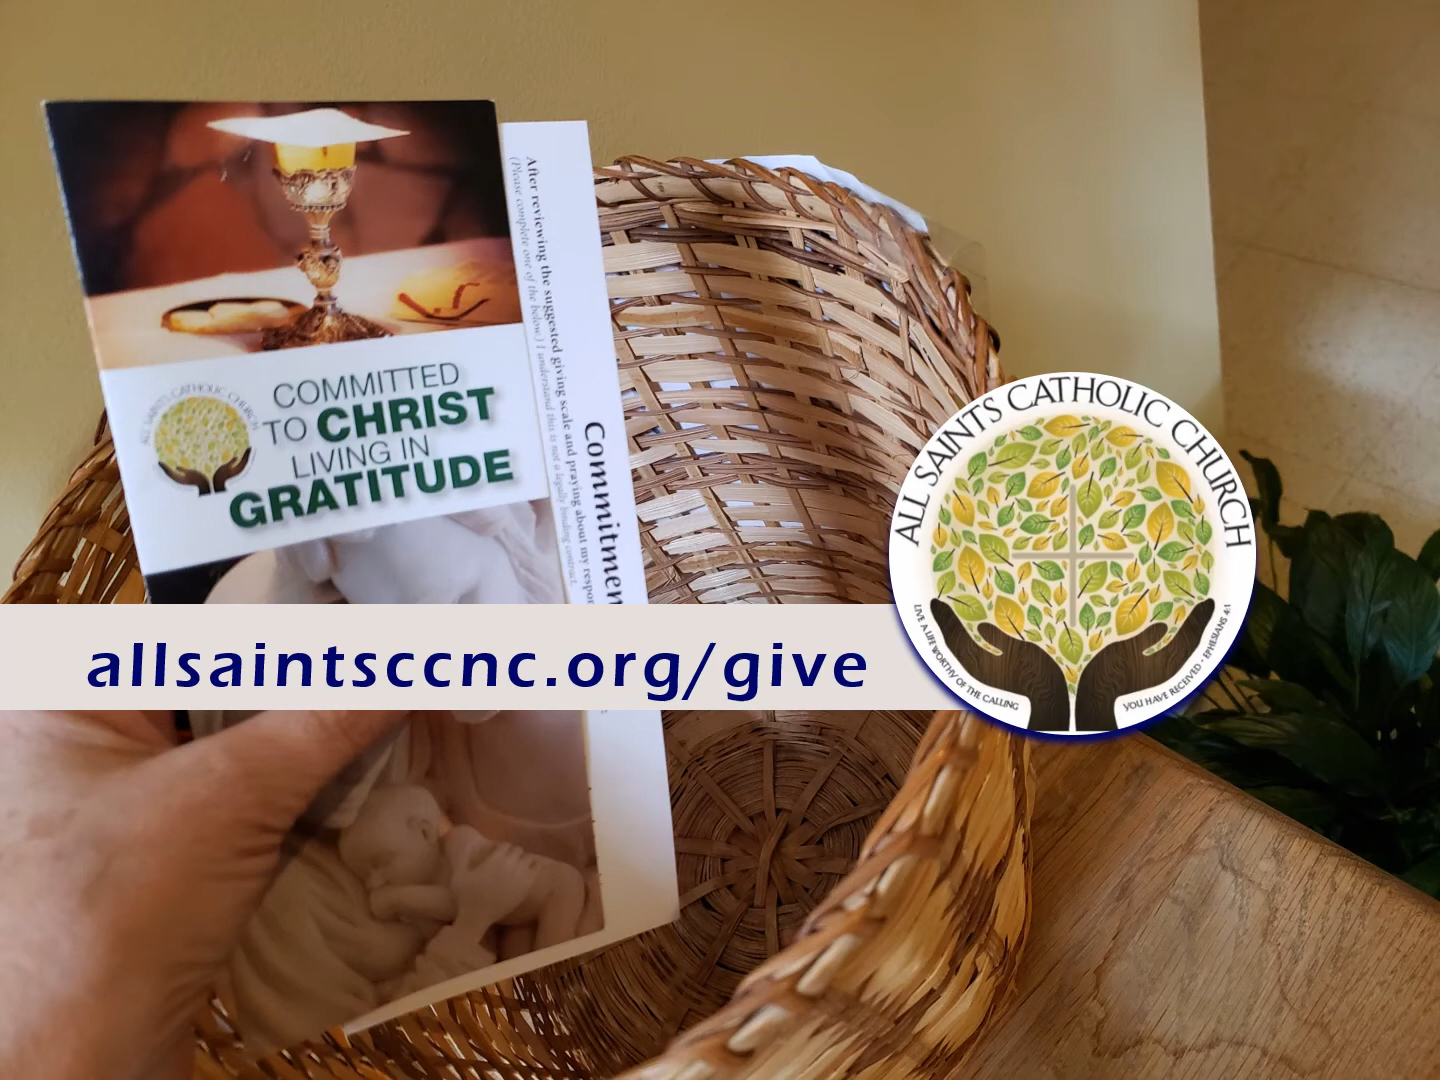 COMMITTED
TO CHRIST
LIVING IN
GRATITUDE
ALL SAINTS CATHOLIC CHURCH
After reviewing the suggested giving scale and praying about my
(Please complete one of the below.) I understand this is not a legally binding contract.
allsaintsccnc.org/give
ALL SAINTS CATHOLIC CHURCH
LIVE A LIFE WORTHY OF THE CALLING
YOU HAVE RECEIVED - EPHESIANS 4:1